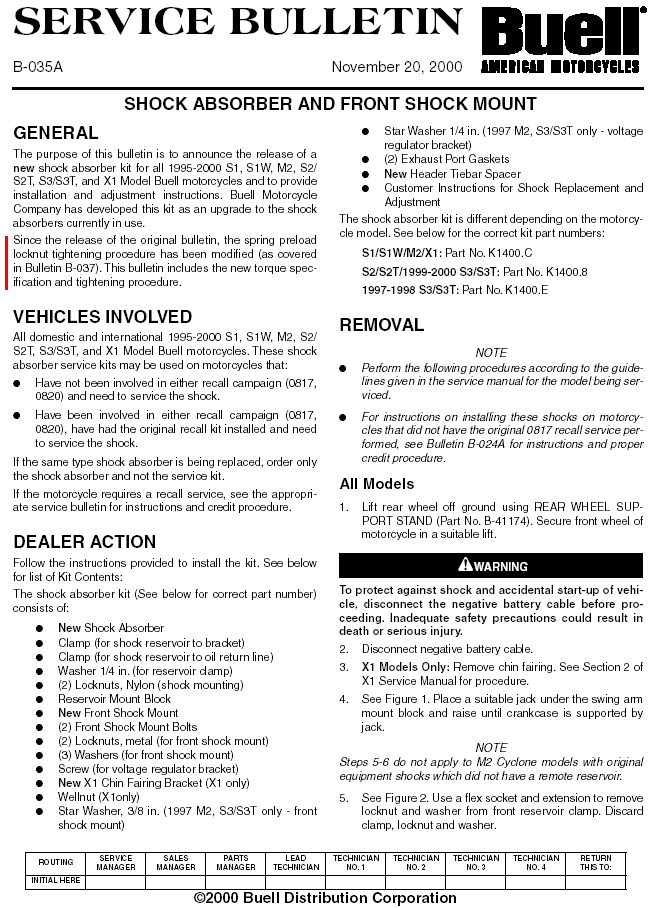 SERVICE BULLETIN
Buell®
AMERICAN MOTORCYCLES
B-035A
November 20, 2000
SHOCK ABSORBER AND FRONT SHOCK MOUNT
GENERAL
The purpose of this bulletin is to announce the release of a
new shock absorber kit for all 1995-2000 S1, S1W, M2, S2/
S2T, S3/S3T, and X1 Model Buell motorcycles and to provide
installation and adjustment instructions. Buell Motorcycle
Company has developed this kit as an upgrade to the shock
absorbers currently in use.
Since the release of the original bulletin, the spring preload
locknut tightening procedure has been modified (as covered
in Bulletin B-037). This bulletin includes the new torque spec-
ification and tightening procedure.
VEHICLES INVOLVED
All domestic and international 1995-2000 S1, S1W, M2, S2/
S2T, S3/S3T, and X1 Model Buell motorcycles. These shock
absorber service kits may be used on motorcycles that:
● Have not been involved in either recall campaign (0817,
0820) and need to service the shock.
● Have been involved in either recall campaign (0817,
0820), have had the original recall kit installed and need
to service the shock.
If the same type shock absorber is being replaced, order only
the shock absorber and not the service kit.
If the motorcycle requires a recall service, see the appropri-
ate service bulletin for instructions and credit procedure.
DEALER ACTION
Follow the instructions provided to install the kit. See below
for list of Kit Contents:
The shock absorber kit (See below for correct part number)
consists of:
● New Shock Absorber
● Clamp (for shock reservoir to bracket)
● Clamp (for shock reservoir to oil return line)
● Washer 1/4 in. (for reservoir clamp)
● (2) Locknuts, Nylon (shock mounting)
● Reservoir Mount Block
● New Front Shock Mount
● (2) Front Shock Mount Bolts
● (2) Locknuts, metal (for front shock mount)
● (3) Washers (for front shock mount)
● Screw (for voltage regulator bracket)
● New X1 Chin Fairing Bracket (X1 only)
● Wellnut (X1only)
● Star Washer, 3/8 in. (1997 M2, S3/S3T only - front
shock mount)
● Star Washer 1/4 in. (1997 M2, S3/S3T only - voltage
regulator bracket)
● (2) Exhaust Port Gaskets
● New Header Tiebar Spacer
● Customer Instructions for Shock Replacement and
Adjustment
The shock absorber kit is different depending on the motorcy-
cle model. See below for the correct kit part numbers:
S1/S1W/M2/X1: Part No. K1400.C
S2/S2T/1999-2000 S3/S3T: Part No. K1400.8
1997-1998 S3/S3T: Part No. K1400.E
REMOVAL
NOTE
● Perform the following procedures according to the guide-
lines given in the service manual for the model being ser-
viced.
● For instructions on installing these shocks on motorcy-
cles that did not have the original 0817 recall service per-
formed, see Bulletin B-024A for instructions and proper
credit procedure.
All Models
1. Lift rear wheel off ground using REAR WHEEL SUP-
PORT STAND (Part No. B-41174). Secure front wheel of
motorcycle in a suitable lift.
WARNING
To protect against shock and accidental start-up of vehi-
cle, disconnect the negative battery cable before pro-
ceeding. Inadequate safety precautions could result in
death or serious injury.
2. Disconnect negative battery cable.
3. X1 Models Only: Remove chin fairing. See Section 2 of
X1 Service Manual for procedure.
4. See Figure 1. Place a suitable jack under the swing arm
mount block and raise until crankcase is supported by
jack.
NOTE
Steps 5-6 do not apply to M2 Cyclone models with original
equipment shocks which did not have a remote reservoir.
5. See Figure 2. Use a flex socket and extension to remove
locknut and washer from front reservoir clamp. Discard
clamp, locknut and washer.
ROUTING SERVICE MANAGER SALES MANAGER PARTS MANAGER LEAD TECHNICIAN TECHNICIAN NO. 1 TECHNICIAN NO. 2 TECHNICIAN NO. 3 TECHNICIAN NO. 4 RETURN THIS TO:
INITIAL HERE
©2000 Buell Distribution Corporation